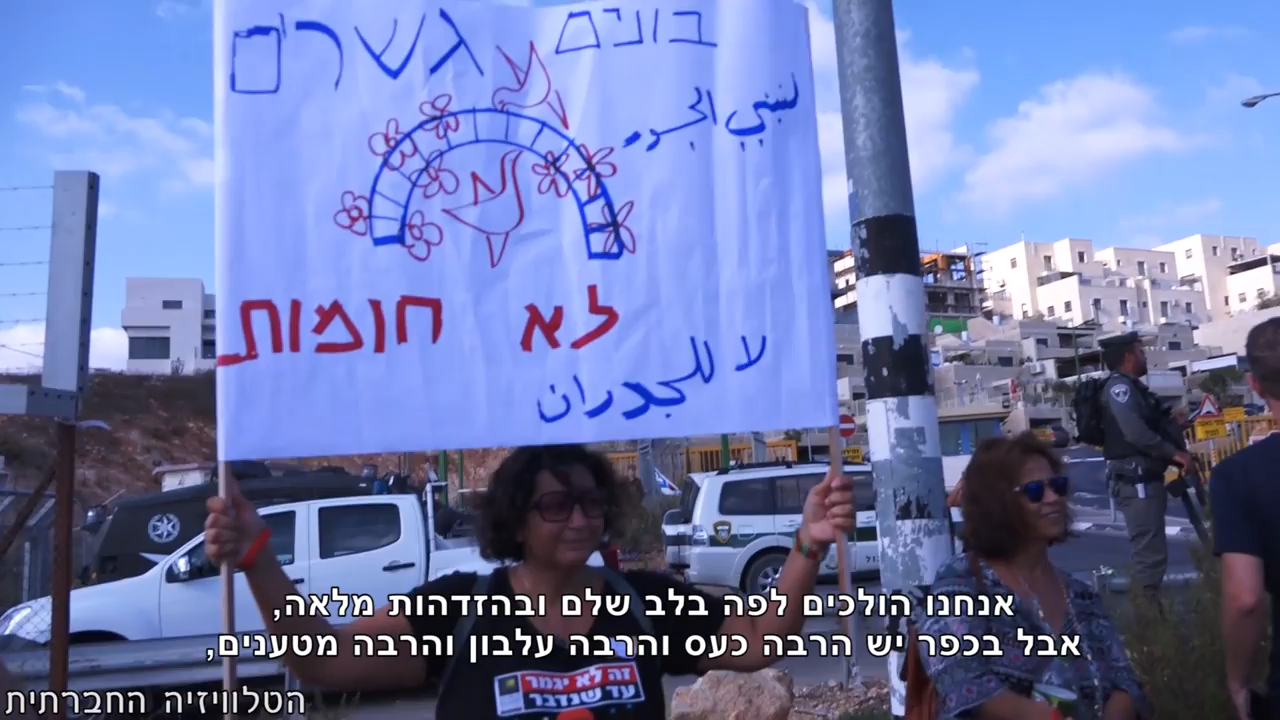 בונים גשרים
لنبني الجسور
לא חומות
لا للجدران
זה לא יגמר
עד שנדבר
אנחנו הולכים לפה בלב שלם ובהזדהות מלאה,
אבל בכפר יש הרבה כעס והרבה עלבון והרבה מטענים,
הטלוויזיה החברתית